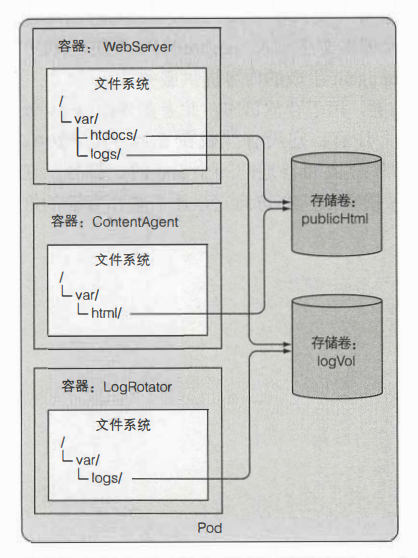 容器：WebServer
文件系统
/
var/
htdocs/
logs/
存储卷：
publicHtml
容器：ContentAgent
文件系统
/
var/
html/
存储卷：
logVol
容器：LogRotator
文件系统
/
var/
logs/
Pod